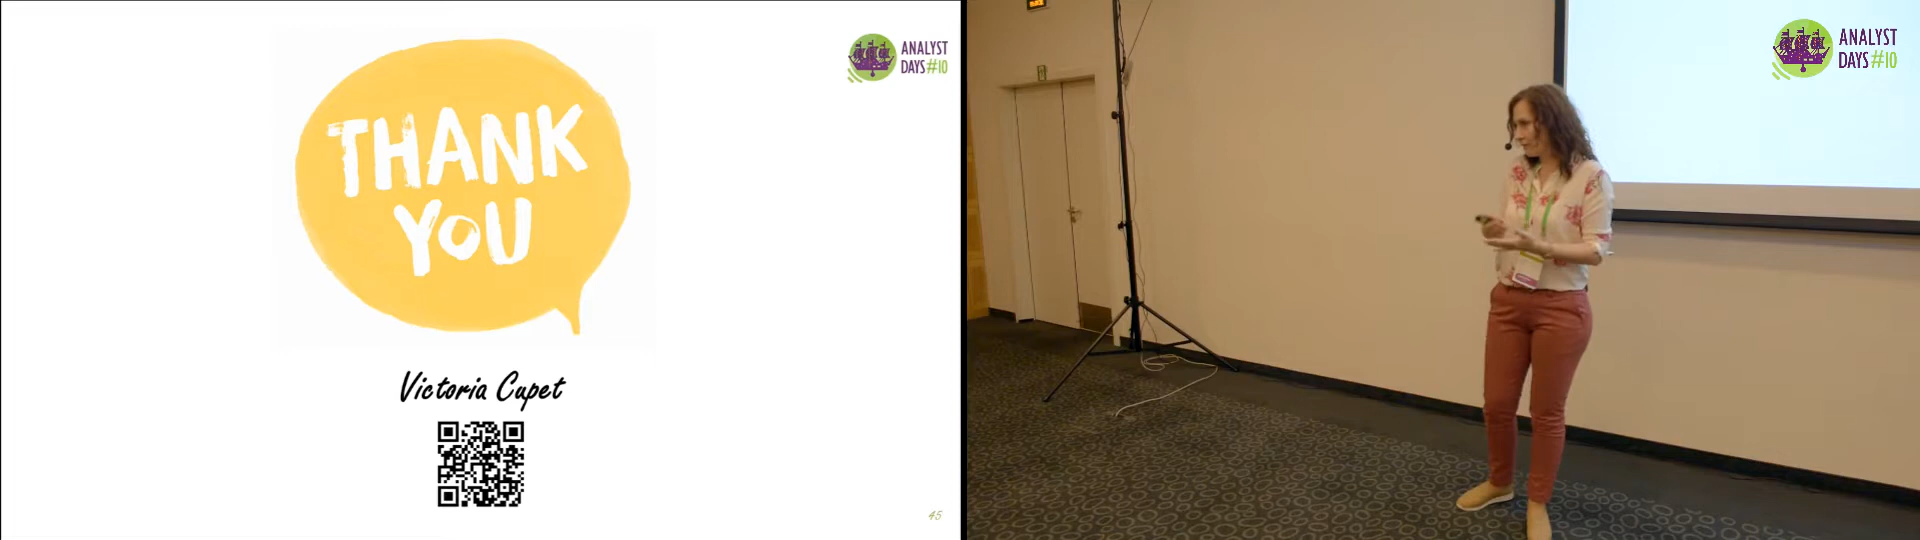 THANK
YOU
Victoria Cupet
45
ANALYST
DAYS#10
ANALYST
DAYS#10